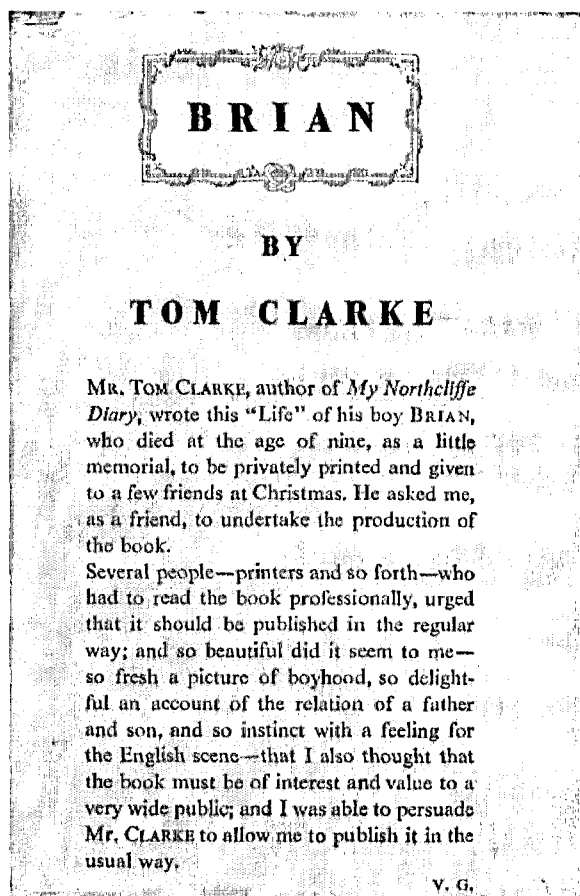 BRIAN
BY
TOM CLARKE
MR. TOM CLARKE, author of My Northcliffe
Diary, wrote this "Life" of his boy BRIAN,
who died at the age of nine, as a little
memorial, to be privately printed and given
to a few friends at Christmas. He asked me,
as a friend, to undertake the production of
the book.
Several people—printers and so forth—who
had to read the book professionally, urged
that it should be published in the regular
way; and so beautiful did it seem to me—
so fresh a picture of boyhood, so delight-
ful an account of the relation of a father
and son, and so instinct with a feeling for
the English scene—that I also thought that
the book must be of interest and value to a
very wide public; and I was able to persuade
Mr. CLARKE to allow me to publish it in the
usual way.
V. G.